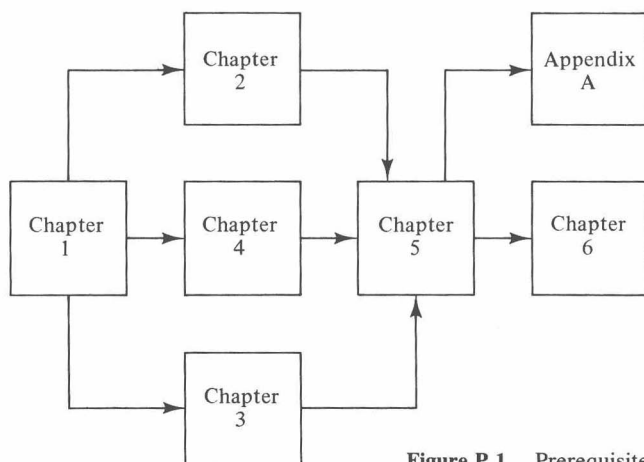 Chapter
2
Appendix
A
Chapter
1
Chapter
4
Chapter
5
Chapter
6
Chapter
3
Figure P.1 Prerequisite